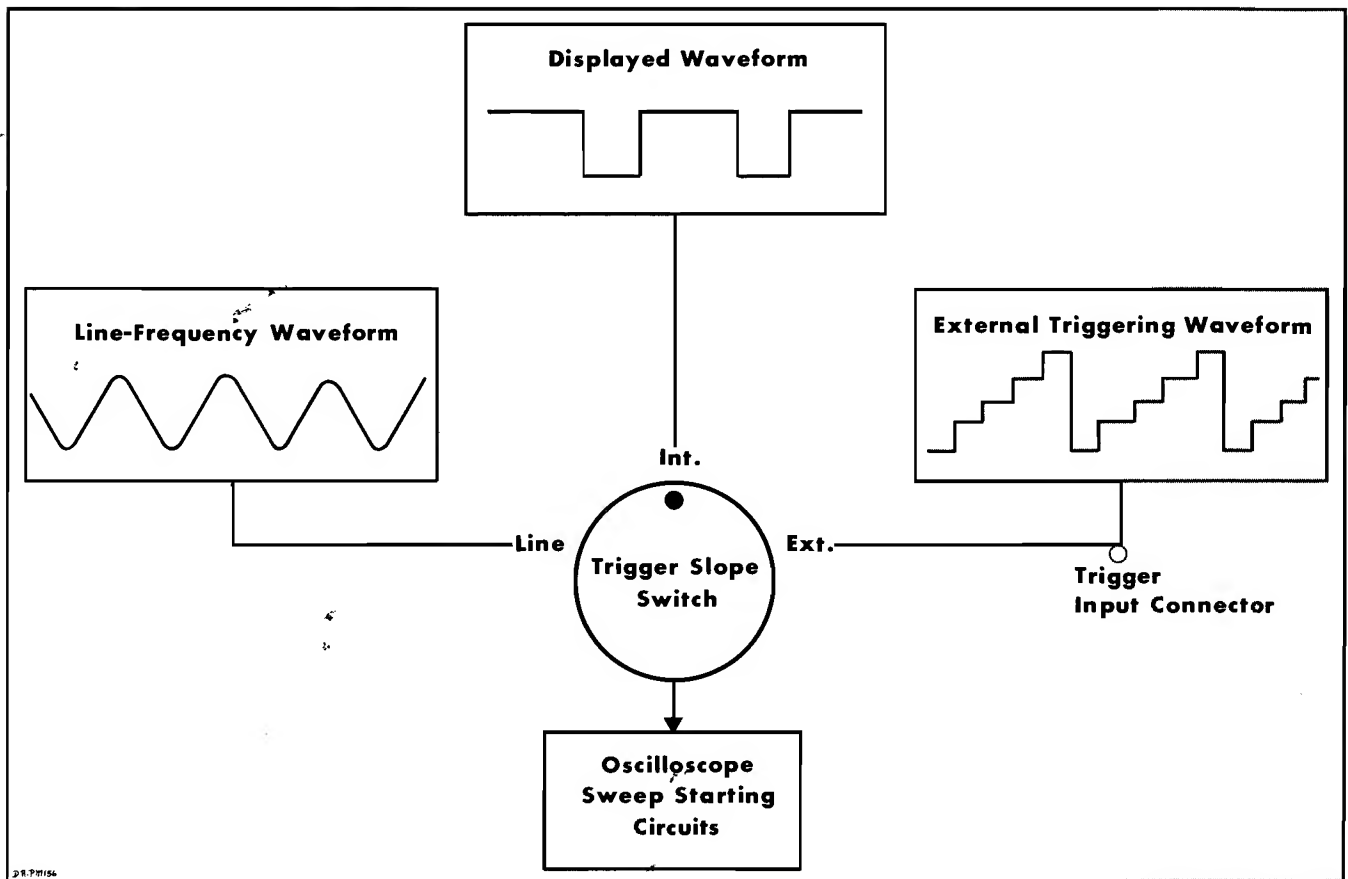 Displayed Waveform
Line-Frequency Waveform
External Triggering Waveform
Int.
Line
Ext.
Trigger Slope
Switch
Trigger
Input Connector
Oscilloscope
Sweep Starting
Circuits